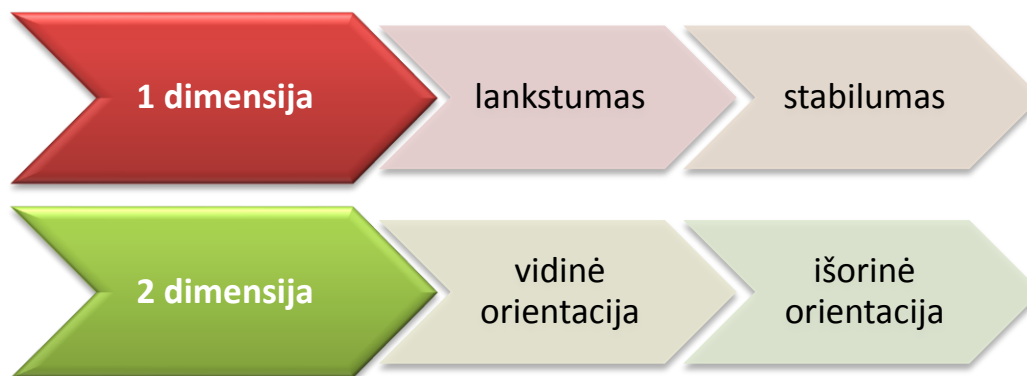 1 dimensija
lankstumas
stabilumas
2 dimensija
vidinė
orientacija
išorinė
orientacija